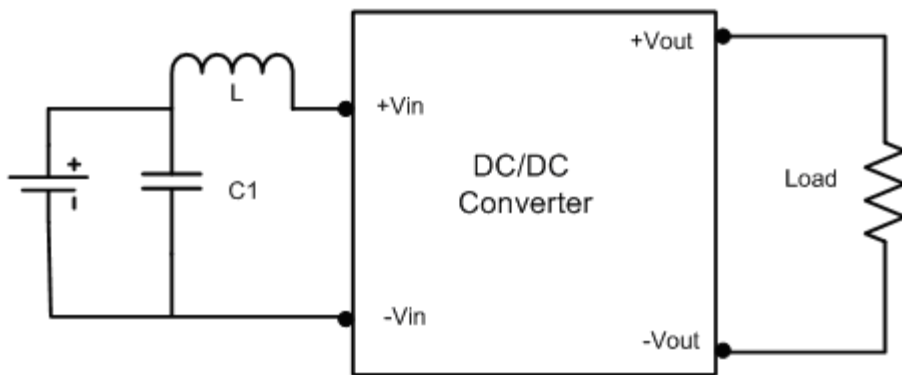 +Vout
L
+Vin
DC/DC
Converter
C1
Load
-Vin
-Vout
+
-